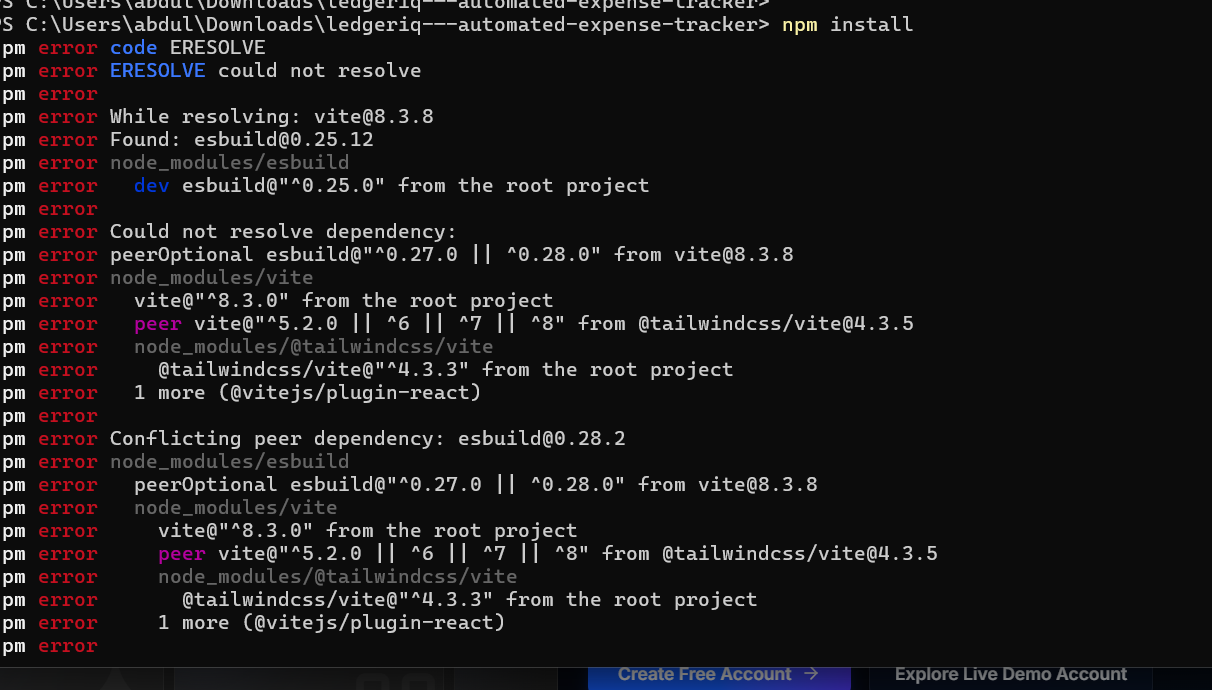 PS C:\Users\abdul\Downloads\ledgeriq---automated-expense-tracker>
PS C:\Users\abdul\Downloads\ledgeriq---automated-expense-tracker> npm install
pm error code ERESOLVE
pm error ERESOLVE could not resolve
pm error
pm error While resolving: vite@8.3.8
pm error Found: esbuild@0.25.12
pm error node_modules/esbuild
pm error   dev esbuild@"^0.25.0" from the root project
pm error
pm error Could not resolve dependency:
pm error peerOptional esbuild@"^0.27.0 || ^0.28.0" from vite@8.3.8
pm error node_modules/vite
pm error   vite@"^8.3.0" from the root project
pm error   peer vite@"^5.2.0 || ^6 || ^7 || ^8" from @tailwindcss/vite@4.3.5
pm error   node_modules/@tailwindcss/vite
pm error     @tailwindcss/vite@"^4.3.3" from the root project
pm error   1 more (@vitejs/plugin-react)
pm error
pm error Conflicting peer dependency: esbuild@0.28.2
pm error node_modules/esbuild
pm error   peerOptional esbuild@"^0.27.0 || ^0.28.0" from vite@8.3.8
pm error   node_modules/vite
pm error     vite@"^8.3.0" from the root project
pm error     peer vite@"^5.2.0 || ^6 || ^7 || ^8" from @tailwindcss/vite@4.3.5
pm error     node_modules/@tailwindcss/vite
pm error       @tailwindcss/vite@"^4.3.3" from the root project
pm error     1 more (@vitejs/plugin-react)
pm error
Create Free Account → Explore Live Demo Account